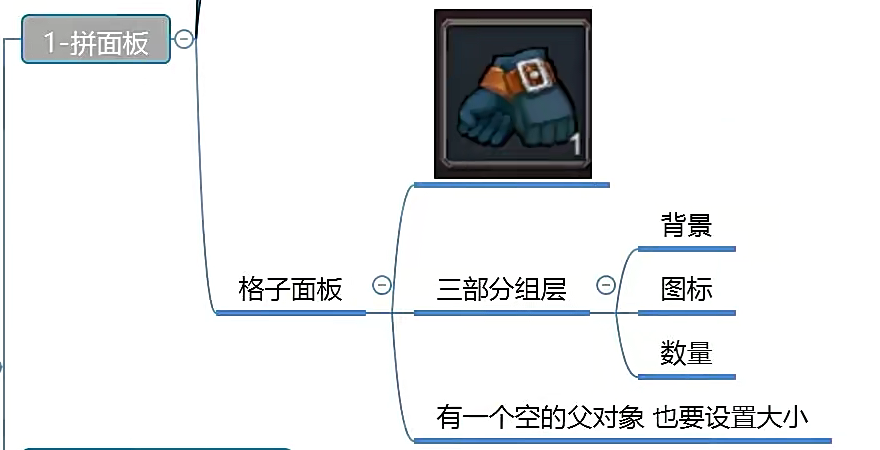 1-拼面板
1
格子面板
三部分组层
背景
图标
数量
有一个空的父对象 也要设置大小